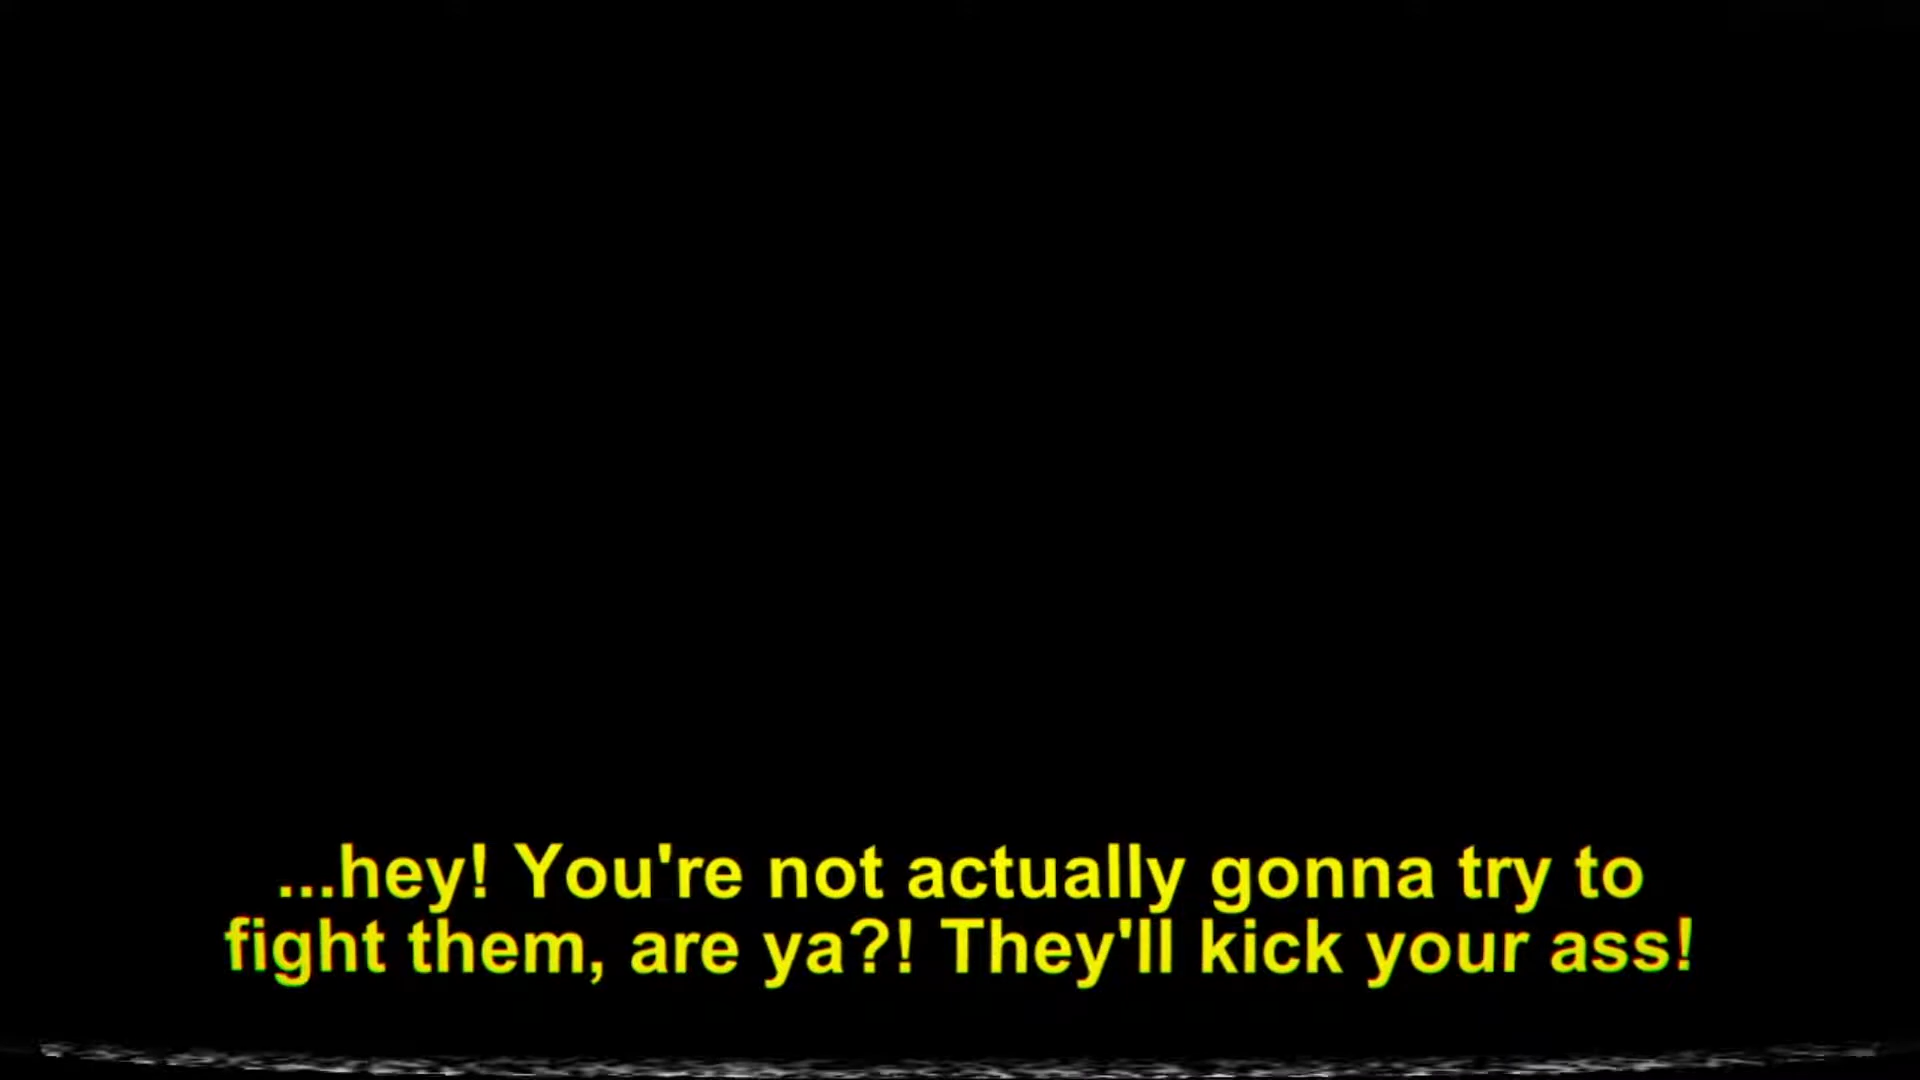 ...hey! You're not actually gonna try to
fight them, are ya?! They'll kick your ass!